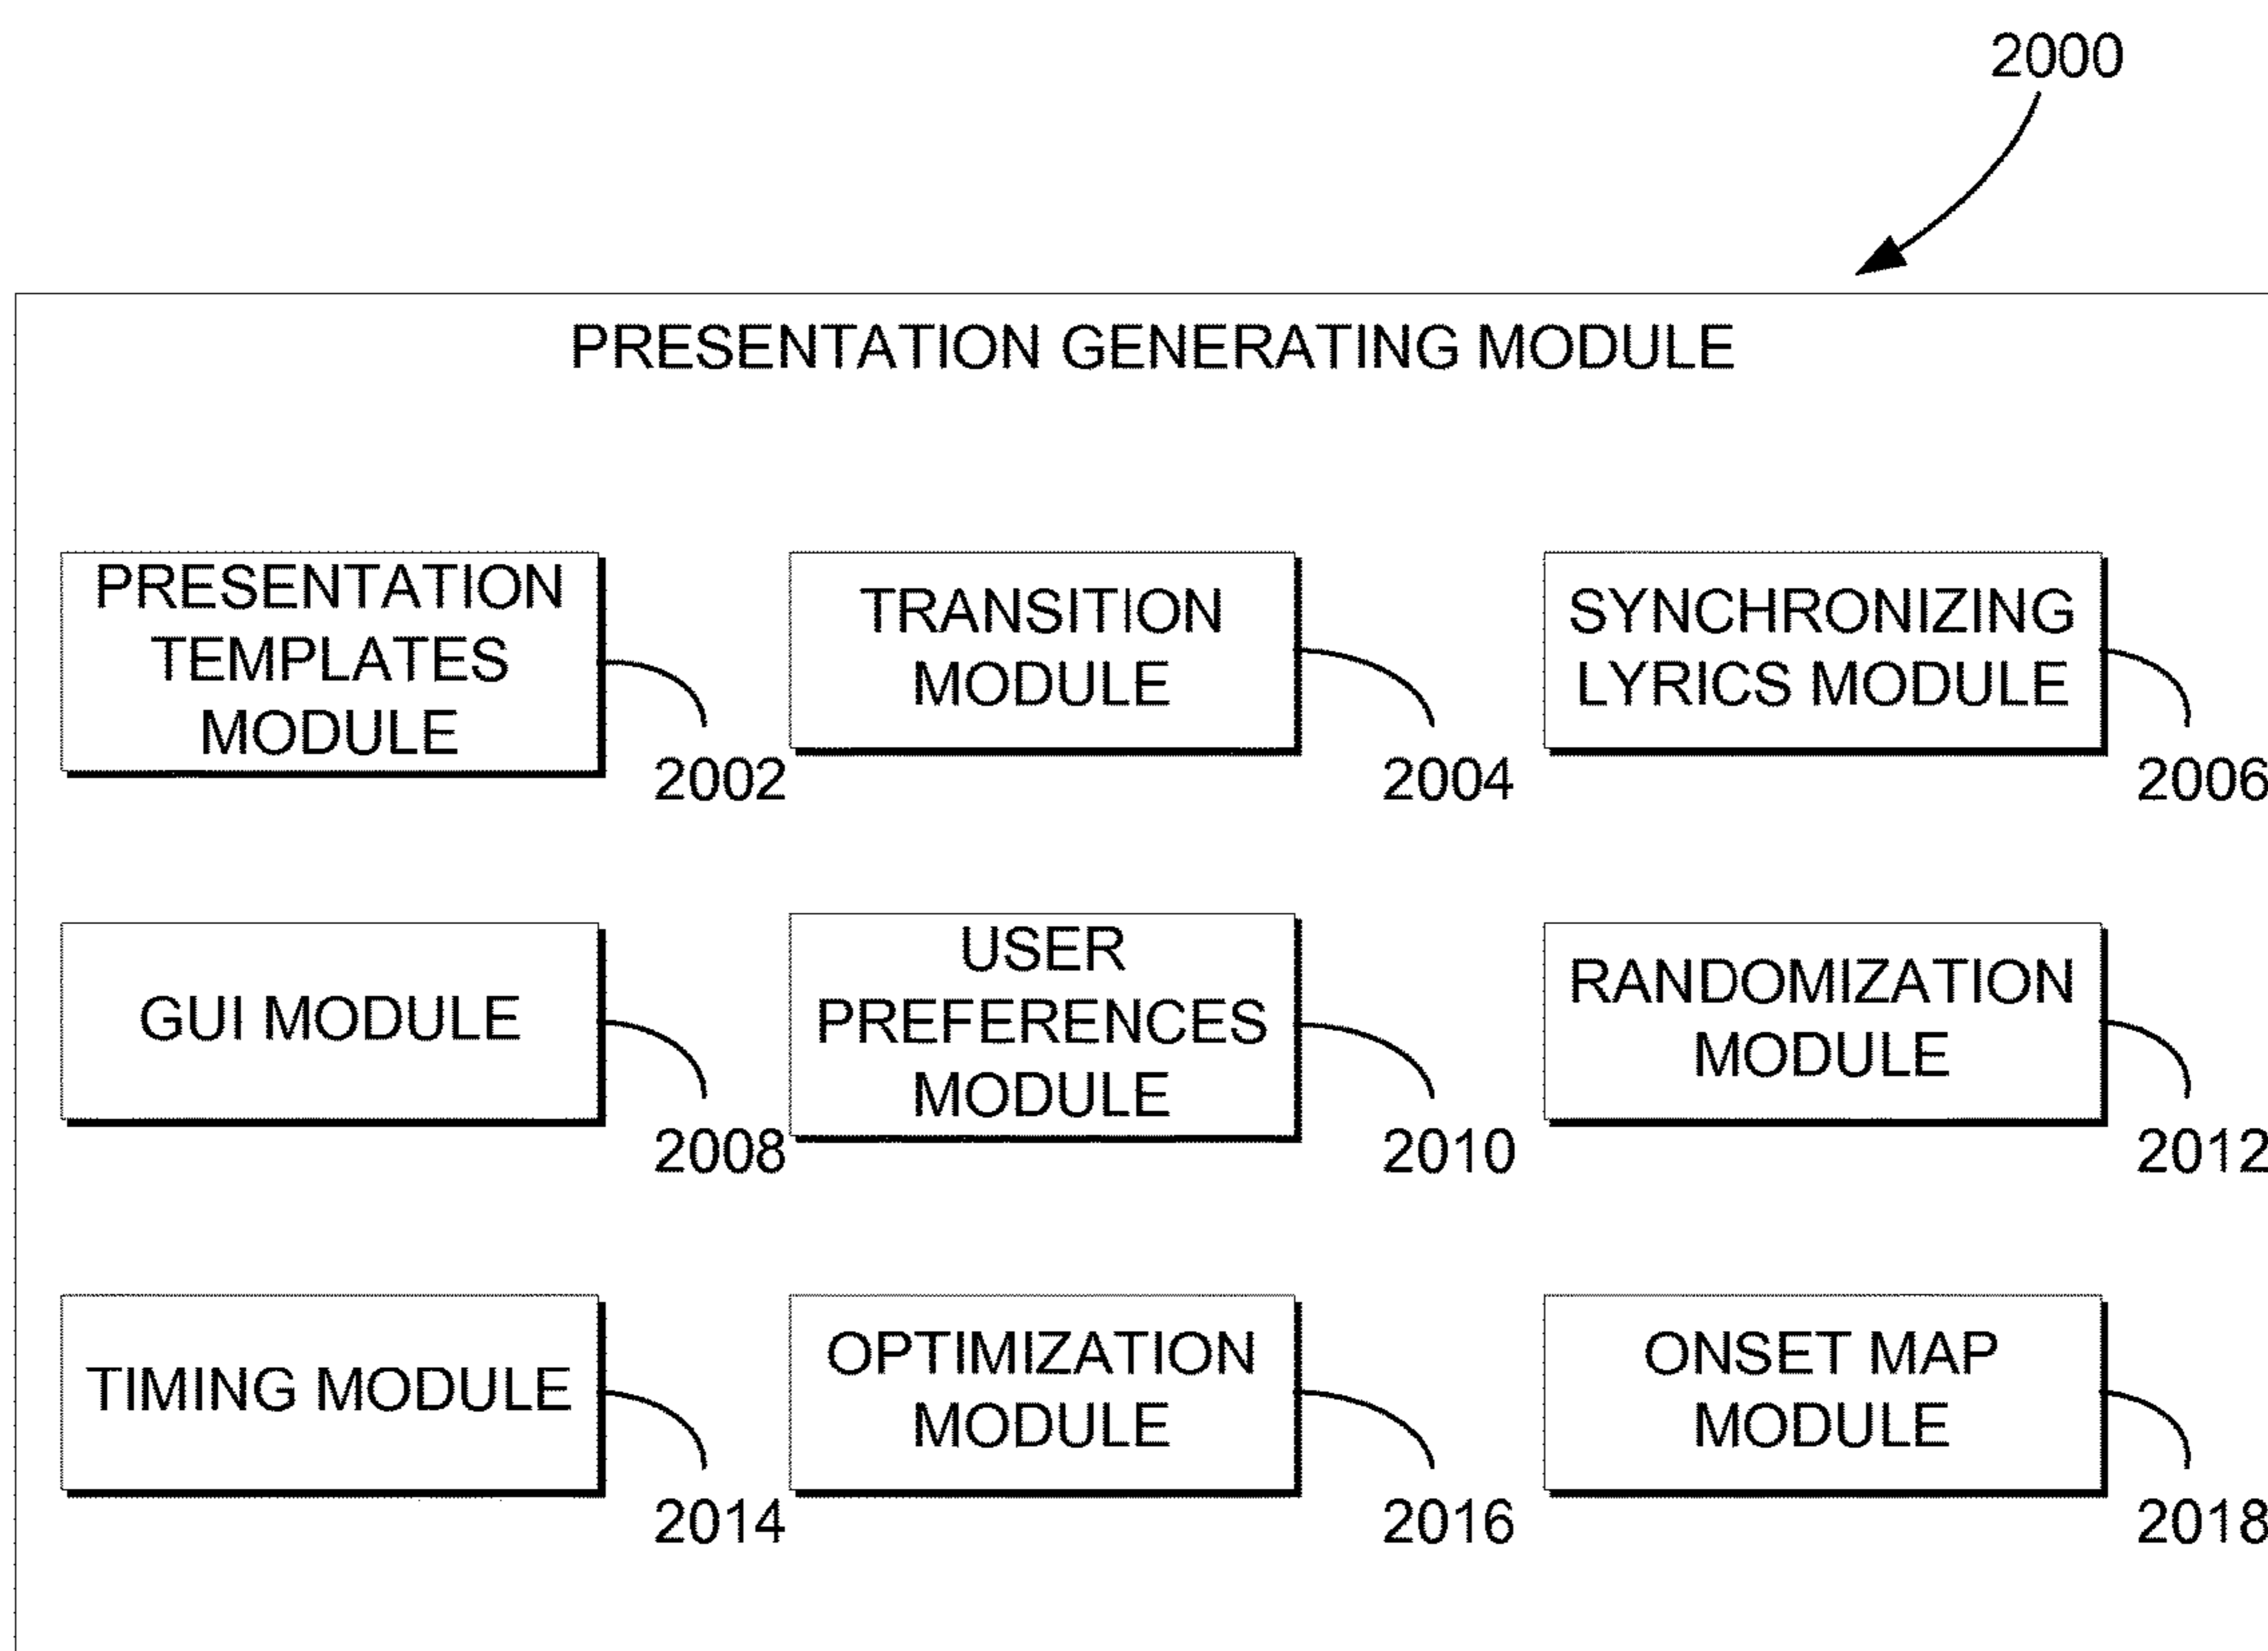 2000
PRESENTATION GENERATING MODULE
PRESENTATION
TEMPLATES
MODULE
2002
TRANSITION
MODULE
2004
SYNCHRONIZING
LYRICS MODULE
2006
GUI MODULE
2008
USER
PREFERENCES
MODULE
2010
RANDOMIZATION
MODULE
2012
TIMING MODULE
2014
OPTIMIZATION
MODULE
2016
ONSET MAP
MODULE
2018